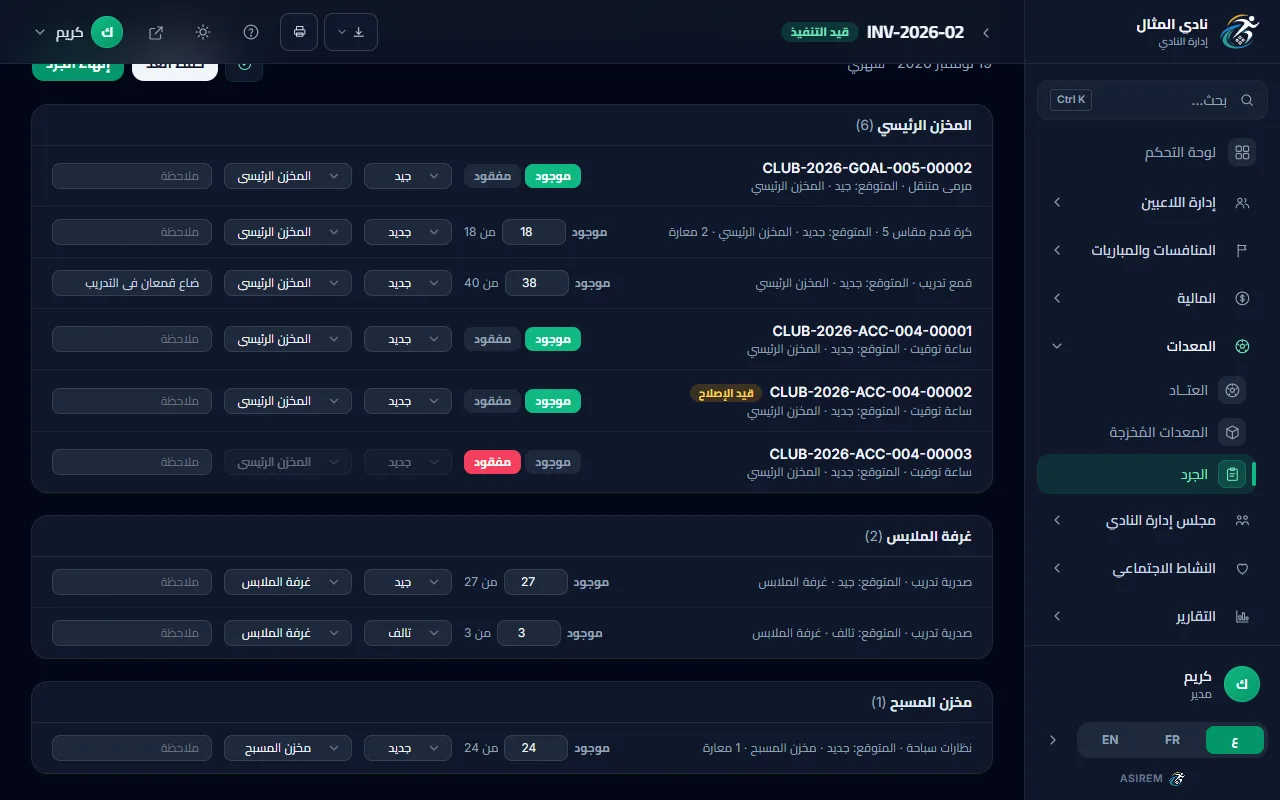 نادي المثال
إدارة النادي
بحث...
Ctrl K
لوحة التحكم
إدارة اللاعبين
المنافسات والمباريات
المالية
المعدات
العتــاد
المعدات المُخرَجة
الجرد
مجلس إدارة النادي
النشاط الاجتماعي
التقارير
ك
كريم
مدير
ع
FR
EN
ASIREM
INV-2026-02
قيد التنفيذ
ك
كريم
إنهاء الجرد
المخزن الرئيسي (6)
CLUB-2026-GOAL-005-00002
مرمى متنقل · المتوقع: جيد · المخزن الرئيسي
موجود مفقود جيد المخزن الرئيسي ملاحظة
كرة قدم مقاس 5 · المتوقع: جديد · المخزن الرئيسي · 2 معارة
موجود 18 من 18 جديد المخزن الرئيسي ملاحظة
قمع تدريب · المتوقع: جديد · المخزن الرئيسي
موجود 38 من 40 جديد المخزن الرئيسي ضاع قمعان في التدريب
CLUB-2026-ACC-004-00001
ساعة توقيت · المتوقع: جديد · المخزن الرئيسي
موجود مفقود جديد المخزن الرئيسي ملاحظة
CLUB-2026-ACC-004-00002 قيد الإصلاح
ساعة توقيت · المتوقع: جديد · المخزن الرئيسي
موجود مفقود جديد المخزن الرئيسي ملاحظة
CLUB-2026-ACC-004-00003
ساعة توقيت · المتوقع: جديد · المخزن الرئيسي
موجود مفقود جديد المخزن الرئيسي ملاحظة
غرفة الملابس (2)
صدرية تدريب · المتوقع: جيد · غرفة الملابس
موجود 27 من 27 جيد غرفة الملابس ملاحظة
صدرية تدريب · المتوقع: تالف · غرفة الملابس
موجود 3 من 3 تالف غرفة الملابس ملاحظة
مخزن المسبح (1)
نظارات سباحة · المتوقع: جديد · مخزن المسبح · 1 معارة
موجود 24 من 24 جديد مخزن المسبح ملاحظة